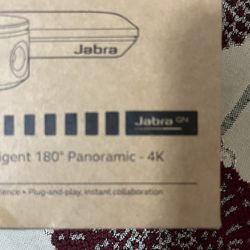 Jabra
Jabra GN
igent 180° Panoramic - 4K
ience • Plug-and-play, instant collaboration